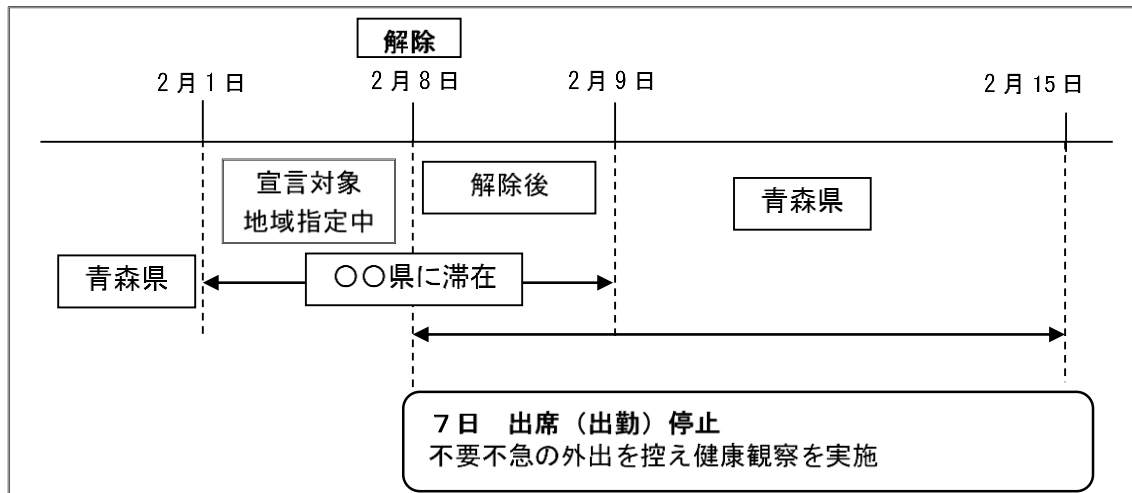 解除
2月1日
2月8日
2月9日
2月15日
宣言対象
地域指定中
解除後
青森県
青森県
〇〇県に滞在
7日　出席（出勤）停止
不要不急の外出を控え健康観察を実施